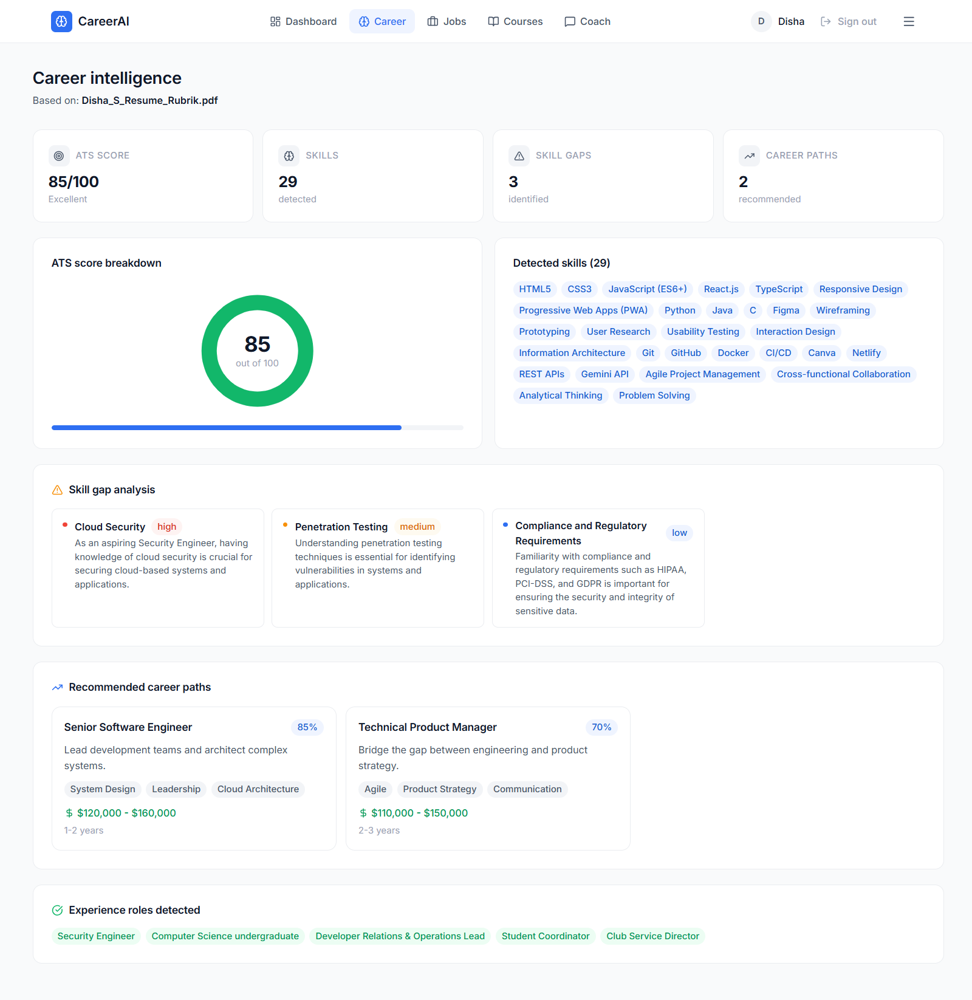 CareerAI
Dashboard
Career
Jobs
Courses
Coach
D
Disha
Sign out
Career intelligence
Based on: Disha_S_Resume_Rubrik.pdf
ATS SCORE
85/100
Excellent
SKILLS
29
detected
SKILL GAPS
3
identified
CAREER PATHS
2
recommended
ATS score breakdown
85
out of 100
Detected skills (29)
HTML5 CSS3 JavaScript (ES6+) React.js TypeScript Responsive Design
Progressive Web Apps (PWA) Python Java C Figma Wireframing
Prototyping User Research Usability Testing Interaction Design
Information Architecture Git GitHub Docker CI/CD Canva Netlify
REST APIs Gemini API Agile Project Management Cross-functional Collaboration
Analytical Thinking Problem Solving
Skill gap analysis
Cloud Security high
As an aspiring Security Engineer, having
knowledge of cloud security is crucial for
securing cloud-based systems and
applications.
Penetration Testing medium
Understanding penetration testing
techniques is essential for identifying
vulnerabilities in systems and
applications.
Compliance and Regulatory
Requirements
low
Familiarity with compliance and
regulatory requirements such as HIPAA,
PCI-DSS, and GDPR is important for
ensuring the security and integrity of
sensitive data.
Recommended career paths
Senior Software Engineer 85%
Lead development teams and architect complex
systems.
System Design Leadership Cloud Architecture
$ $120,000 - $160,000
1-2 years
Technical Product Manager 70%
Bridge the gap between engineering and product
strategy.
Agile Product Strategy Communication
$ $110,000 - $150,000
2-3 years
Experience roles detected
Security Engineer Computer Science undergraduate Developer Relations & Operations Lead Student Coordinator Club Service Director